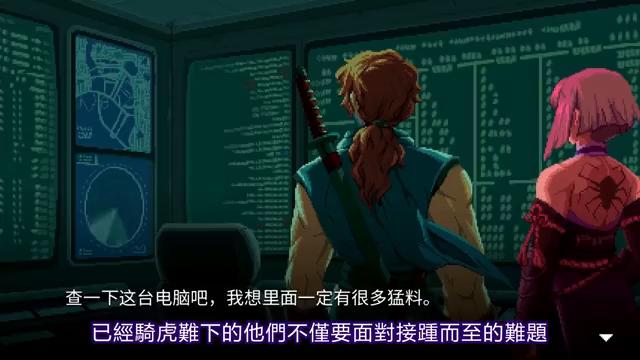 查一下这台电脑吧，我想里面一定有很多猛料。
已經騎虎難下的他們不僅要面對接踵而至的難題